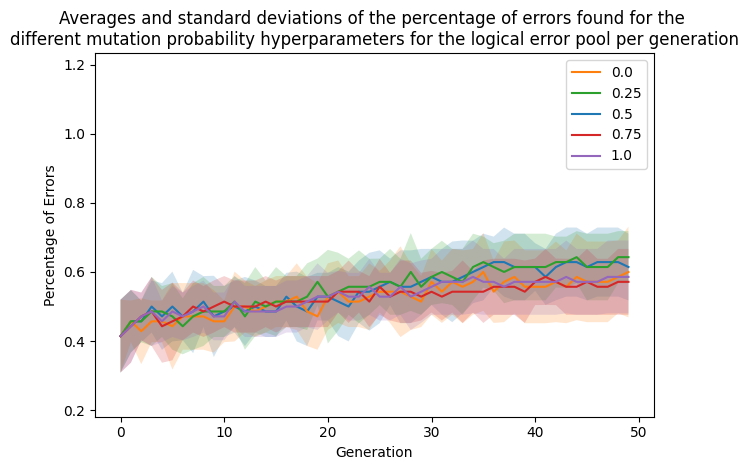 Averages and standard deviations of the percentage of errors found for the
different mutation probability hyperparameters for the logical error pool per generation
1.2
1.0
0.8
0.6
0.4
0.2
Percentage of Errors
0.0
0.25
0.5
0.75
1.0
0 10 20 30 40 50
Generation